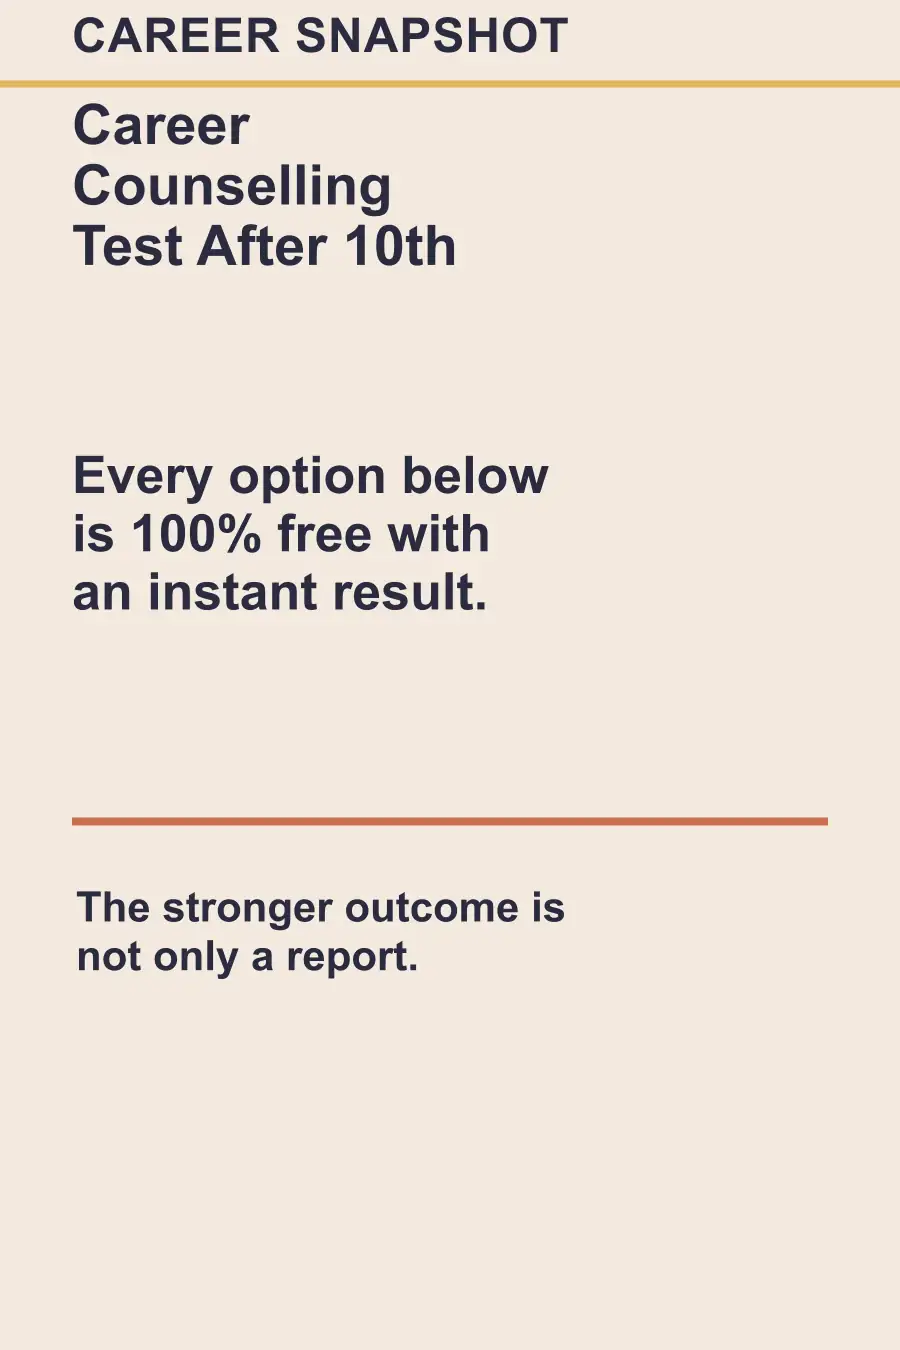 CAREER SNAPSHOT
Career
Counselling
Test After 10th
Every option below
is 100% free with
an instant result.
The stronger outcome is
not only a report.